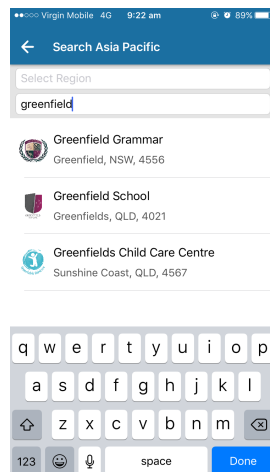 Virgin Mobile 4G 9:22 am 89%
Search Asia Pacific
Select Region
greenfield
Greenfield Grammar
Greenfield, NSW, 4556
Greenfield School
Greenfields, QLD, 4021
Greenfields Child Care Centre
Sunshine Coast, QLD, 4567
q w e r t y u i o p
a s d f g h j k l
z x c v b n m
123 space Done